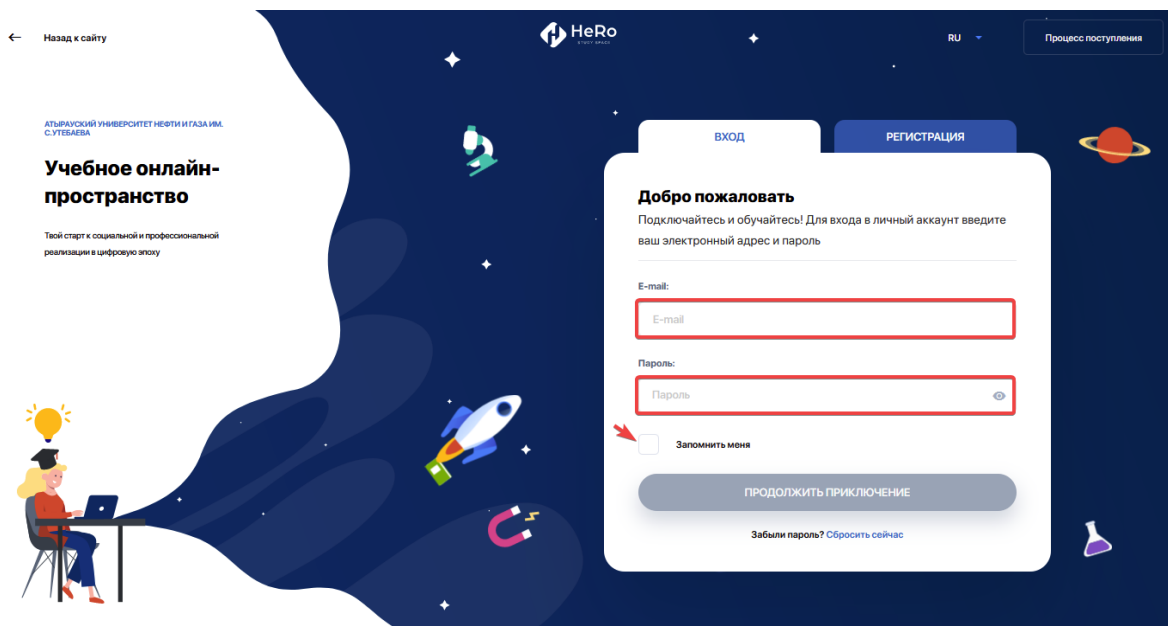 Назад к сайту
HeRo
STUDY SPACE
RU
Процесс поступления
АТЫРАУСКИЙ УНИВЕРСИТЕТ НЕФТИ И ГАЗА ИМ.
С.УТЕБАЕВА
Учебное онлайн-
пространство
Твой старт к социальной и профессиональной
реализации в цифровую эпоху
ВХОД
РЕГИСТРАЦИЯ
Добро пожаловать
Подключайтесь и обучайтесь! Для входа в личный аккаунт введите
ваш электронный адрес и пароль
E-mail:
E-mail
Пароль:
Пароль
Запомнить меня
ПРОДОЛЖИТЬ ПРИКЛЮЧЕНИЕ
Забыли пароль? Сбросить сейчас